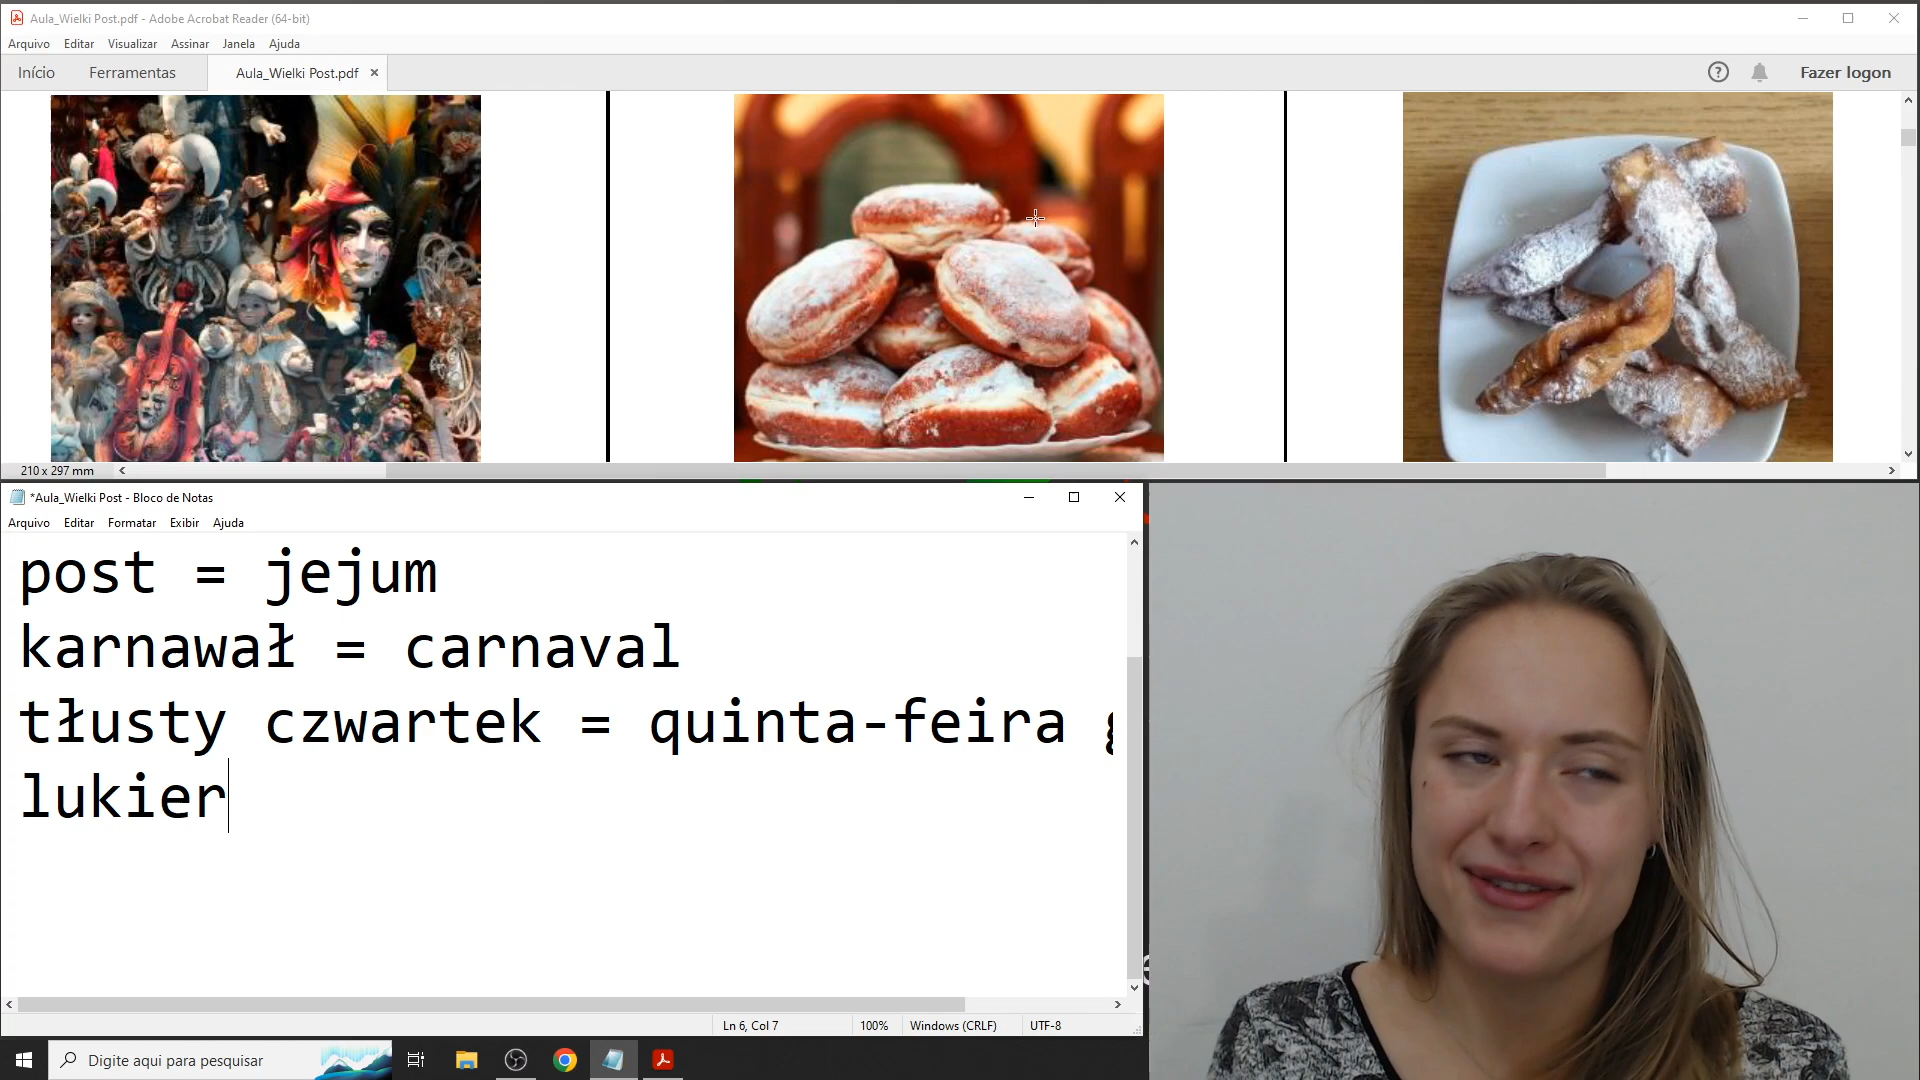 Aula_Wielki Post.pdf - Adobe Acrobat Reader (64-bit)
Arquivo Editar Visualizar Assinar Janela Ajuda
Início Ferramentas Aula_Wielki Post.pdf Fazer logon
210 x 297 mm
*Aula_Wielki Post - Bloco de Notas
Arquivo Editar Formatar Exibir Ajuda
post = jejum
karnawał = carnaval
tłusty czwartek = quinta-feira
lukier
Ln 6, Col 7 100% Windows (CRLF) UTF-8
Digite aqui para pesquisar